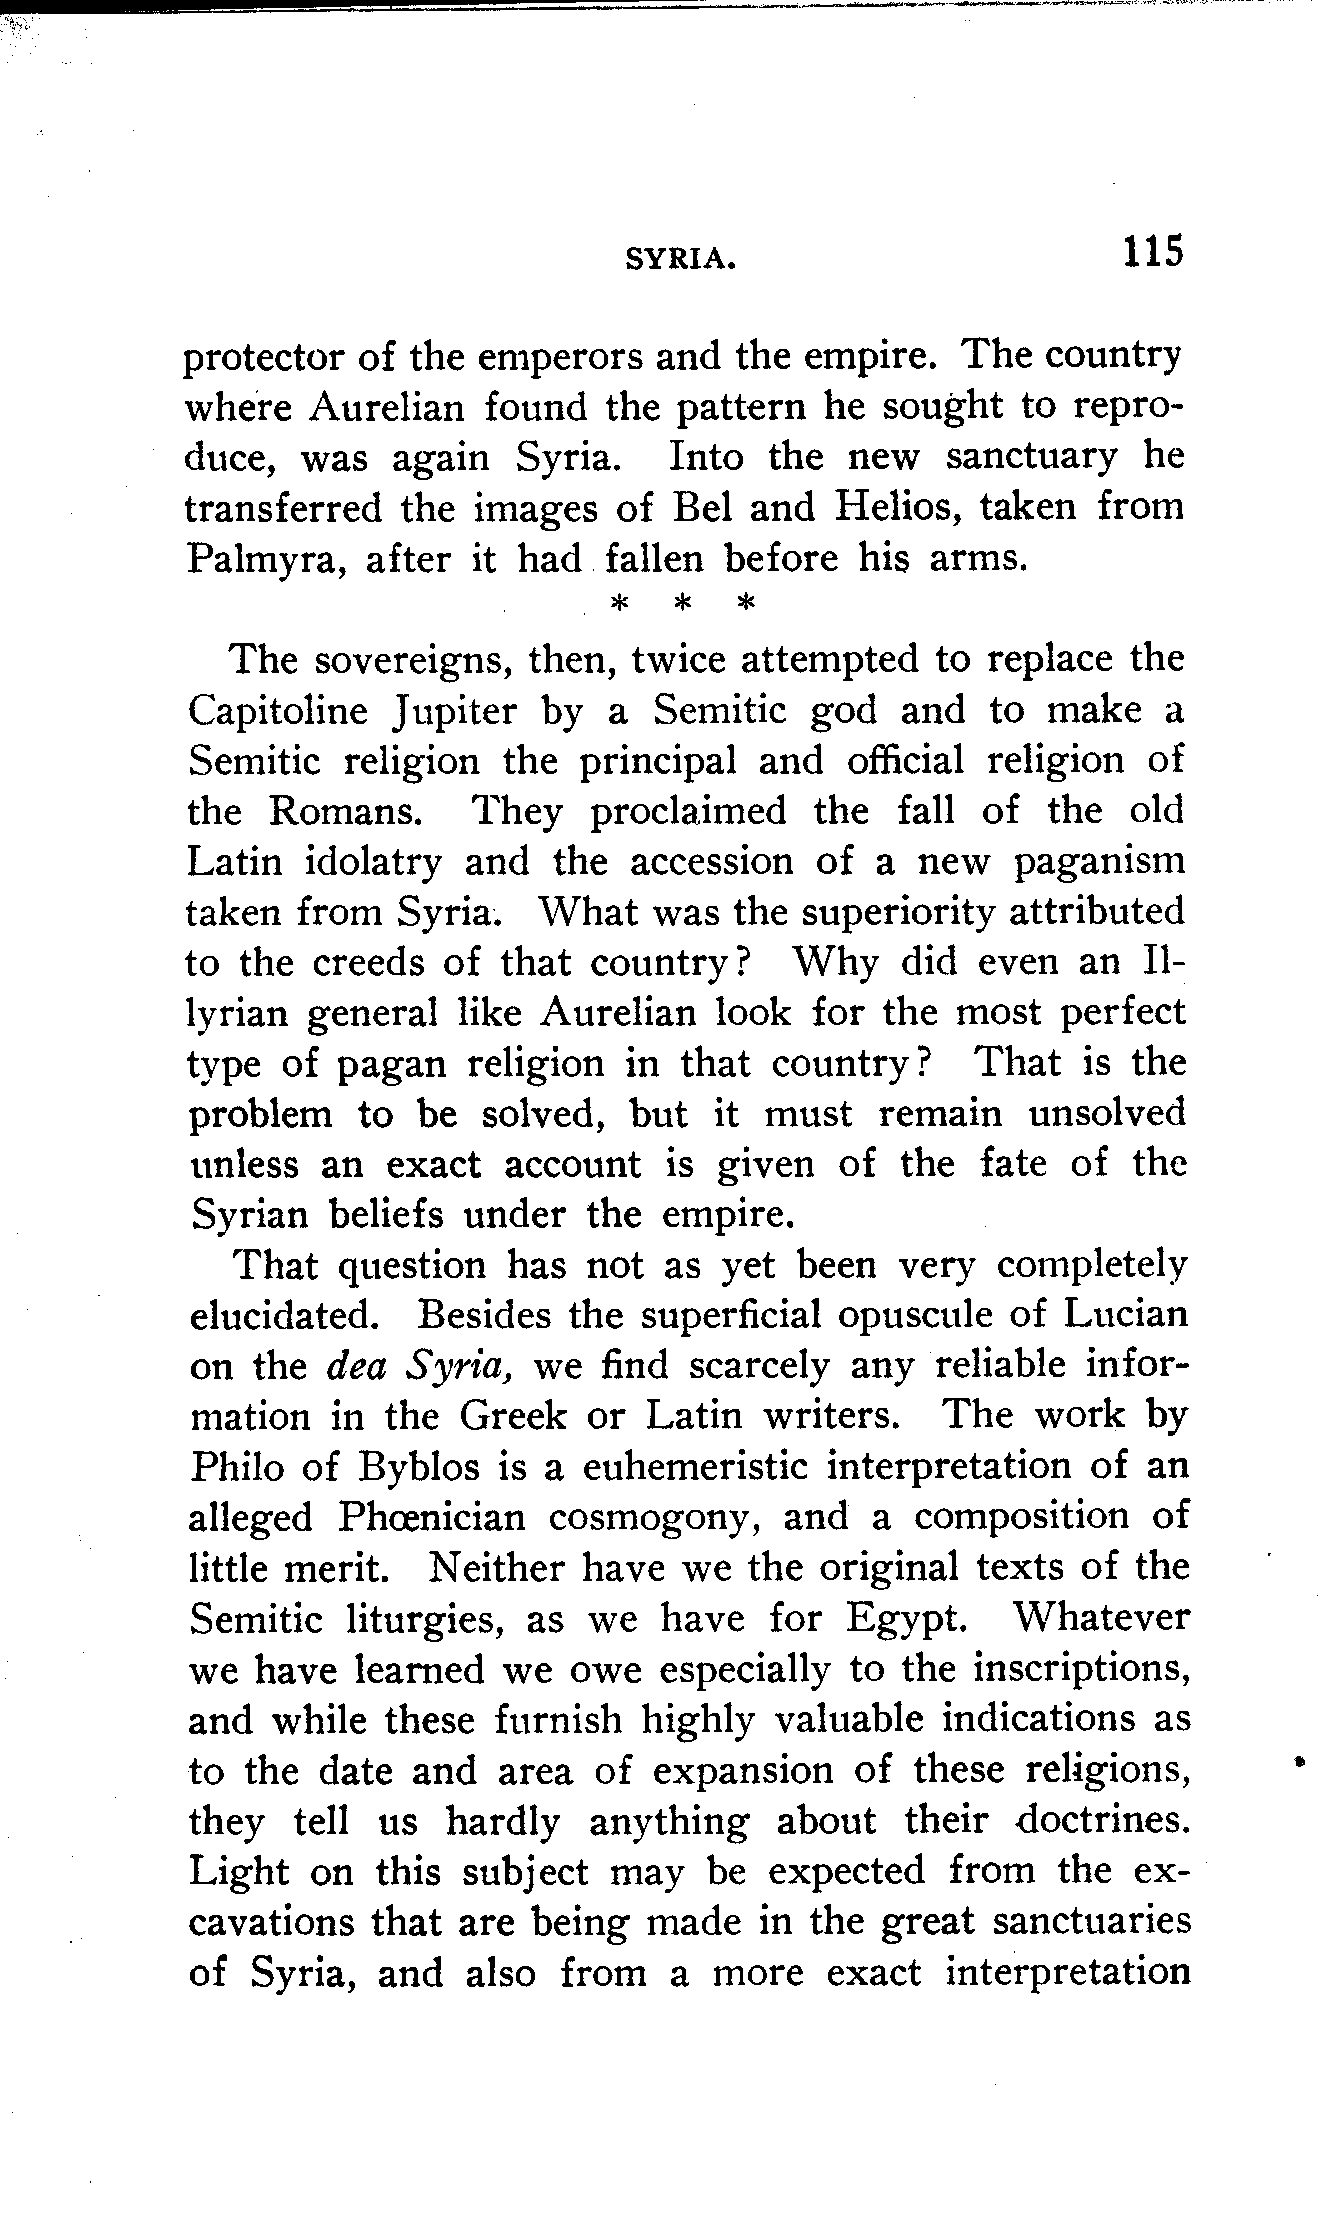 SYRIA. 115
protector of the emperors and the empire. The country
where Aurelian found the pattern he sought to repro-
duce, was again Syria. Into the new sanctuary he
transferred the images of Bel and Helios, taken from
Palmyra, after it had fallen before his arms.
* * *
The sovereigns, then, twice attempted to replace the
Capitoline Jupiter by a Semitic god and to make a
Semitic religion the principal and official religion of
the Romans. They proclaimed the fall of the old
Latin idolatry and the accession of a new paganism
taken from Syria. What was the superiority attributed
to the creeds of that country? Why did even an Il-
lyrian general like Aurelian look for the most perfect
type of pagan religion in that country? That is the
problem to be solved, but it must remain unsolved
unless an exact account is given of the fate of the
Syrian beliefs under the empire.
That question has not as yet been very completely
elucidated. Besides the superficial opuscule of Lucian
on the dea Syria, we find scarcely any reliable infor-
mation in the Greek or Latin writers. The work by
Philo of Byblos is a euhemeristic interpretation of an
alleged Phœnician cosmogony, and a composition of
little merit. Neither have we the original texts of the
Semitic liturgies, as we have for Egypt. Whatever
we have learned we owe especially to the inscriptions,
and while these furnish highly valuable indications as
to the date and area of expansion of these religions,
they tell us hardly anything about their doctrines.
Light on this subject may be expected from the ex-
cavations that are being made in the great sanctuaries
of Syria, and also from a more exact interpretation